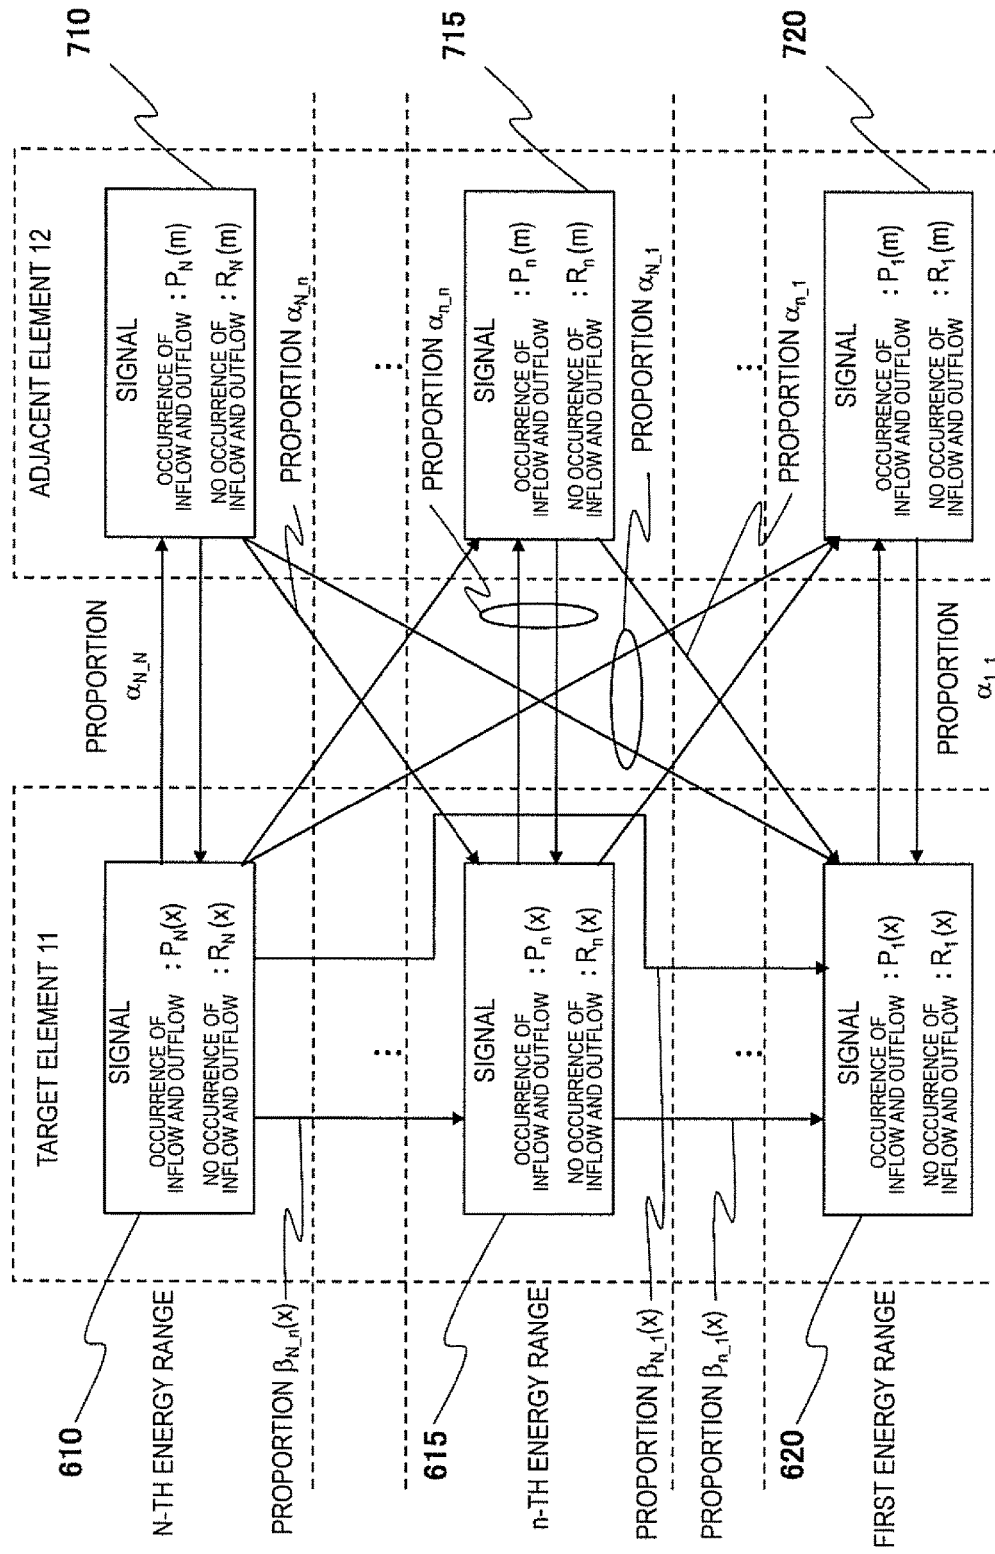 TARGET ELEMENT 11
ADJACENT ELEMENT 12
N-TH ENERGY RANGE
610
SIGNAL
OCCURRENCE OF
INFLOW AND OUTFLOW : P_N(x)
NO OCCURRENCE OF
INFLOW AND OUTFLOW : R_N(x)
PROPORTION
α_N_N
710
SIGNAL
OCCURRENCE OF
INFLOW AND OUTFLOW : P_N(m)
NO OCCURRENCE OF
INFLOW AND OUTFLOW : R_N(m)
PROPORTION β_N_n(x)
PROPORTION α_N_n
⋮
⋮
n-TH ENERGY RANGE
615
SIGNAL
OCCURRENCE OF
INFLOW AND OUTFLOW : P_n(x)
NO OCCURRENCE OF
INFLOW AND OUTFLOW : R_n(x)
PROPORTION α_n_n
715
SIGNAL
OCCURRENCE OF
INFLOW AND OUTFLOW : P_n(m)
NO OCCURRENCE OF
INFLOW AND OUTFLOW : R_n(m)
PROPORTION β_N_1(x)
PROPORTION α_N_1
PROPORTION β_n_1(x)
⋮
⋮
PROPORTION α_n_1
FIRST ENERGY RANGE
620
SIGNAL
OCCURRENCE OF
INFLOW AND OUTFLOW : P_1(x)
NO OCCURRENCE OF
INFLOW AND OUTFLOW : R_1(x)
PROPORTION
α_1_1
720
SIGNAL
OCCURRENCE OF
INFLOW AND OUTFLOW : P_1(m)
NO OCCURRENCE OF
INFLOW AND OUTFLOW : R_1(m)